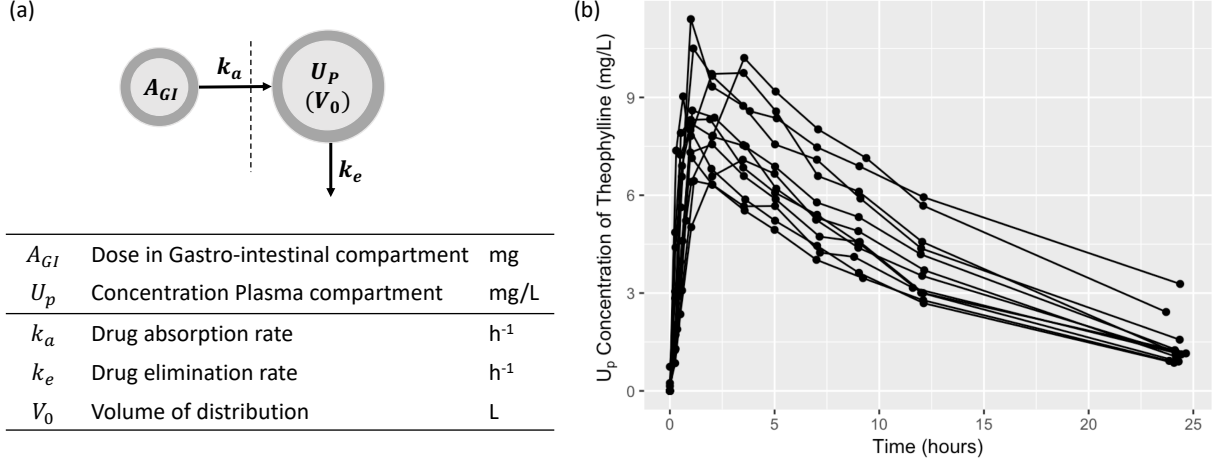 (a)
A_GI
k_a
U_P
(V_0)
k_e
A_GI Dose in Gastro-intestinal compartment mg
U_p Concentration Plasma compartment mg/L
k_a Drug absorption rate h⁻¹
k_e Drug elimination rate h⁻¹
V_0 Volume of distribution L
(b)
U_p Concentration of Theophylline (mg/L)
9
6
3
0
0 5 10 15 20 25
Time (hours)